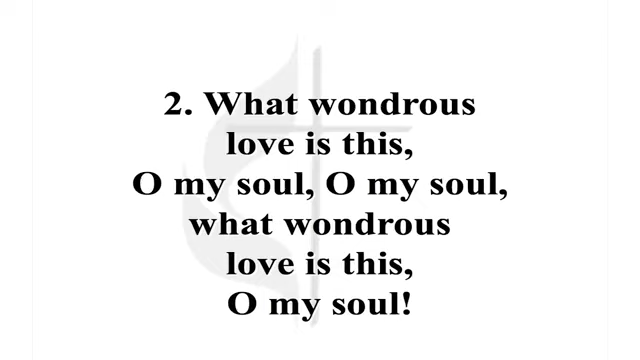 2. What wondrous
love is this,
O my soul, O my soul,
what wondrous
love is this,
O my soul!